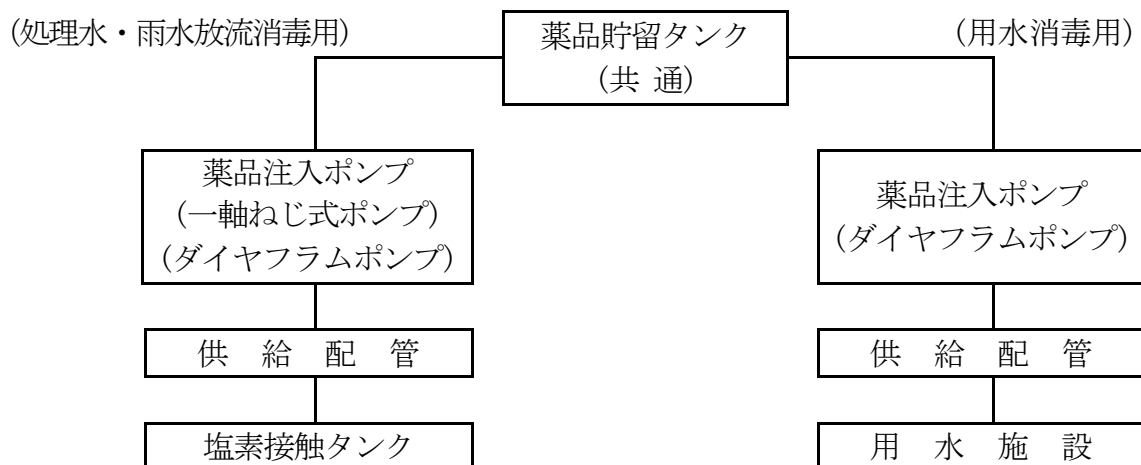 (処理水・雨水放流消毒用)
薬品貯留タンク
(共 通)
(用水消毒用)
薬品注入ポンプ
(一軸ねじ式ポンプ)
(ダイヤフラムポンプ)
薬品注入ポンプ
(ダイヤフラムポンプ)
供 給 配 管
供 給 配 管
塩素接触タンク
用 水 施 設